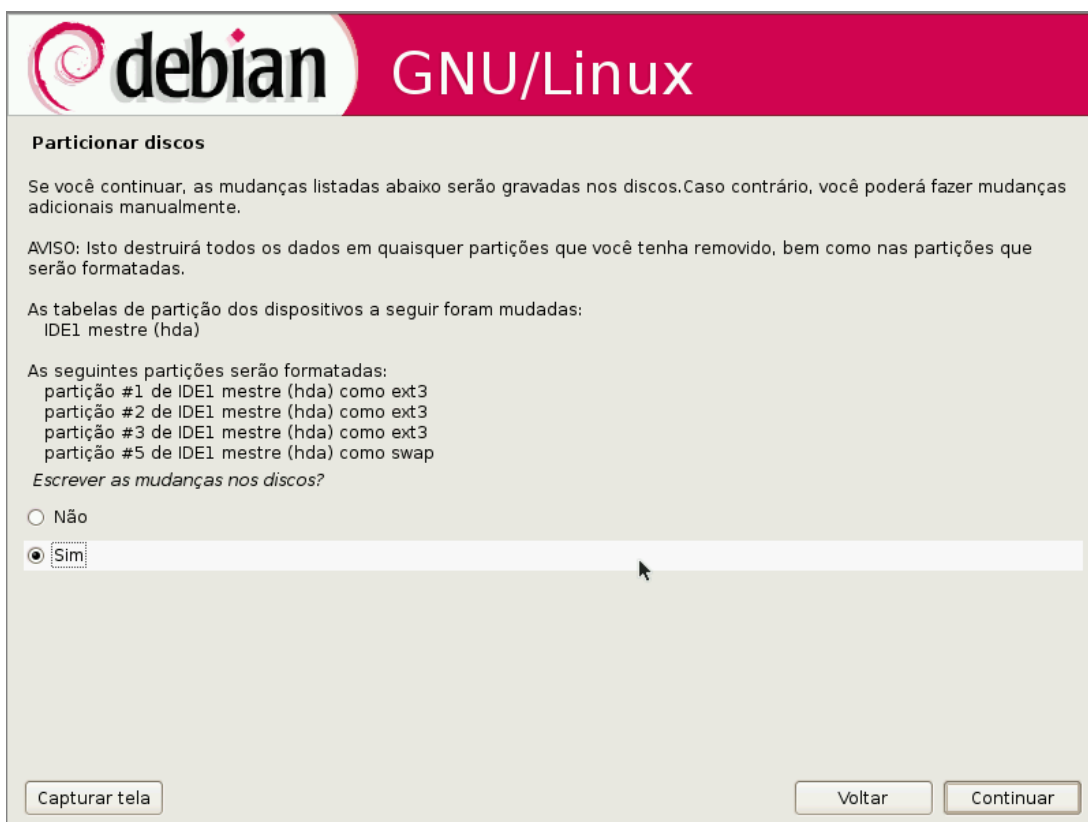 debian GNU/Linux
Particionar discos
Se você continuar, as mudanças listadas abaixo serão gravadas nos discos.Caso contrário, você poderá fazer mudanças
adicionais manualmente.
AVISO: Isto destruirá todos os dados em quaisquer partições que você tenha removido, bem como nas partições que
serão formatadas.
As tabelas de partição dos dispositivos a seguir foram mudadas:
IDE1 mestre (hda)
As seguintes partições serão formatadas:
partição #1 de IDE1 mestre (hda) como ext3
partição #2 de IDE1 mestre (hda) como ext3
partição #3 de IDE1 mestre (hda) como ext3
partição #5 de IDE1 mestre (hda) como swap
Escrever as mudanças nos discos?
Não
Sim
Capturar tela Voltar Continuar